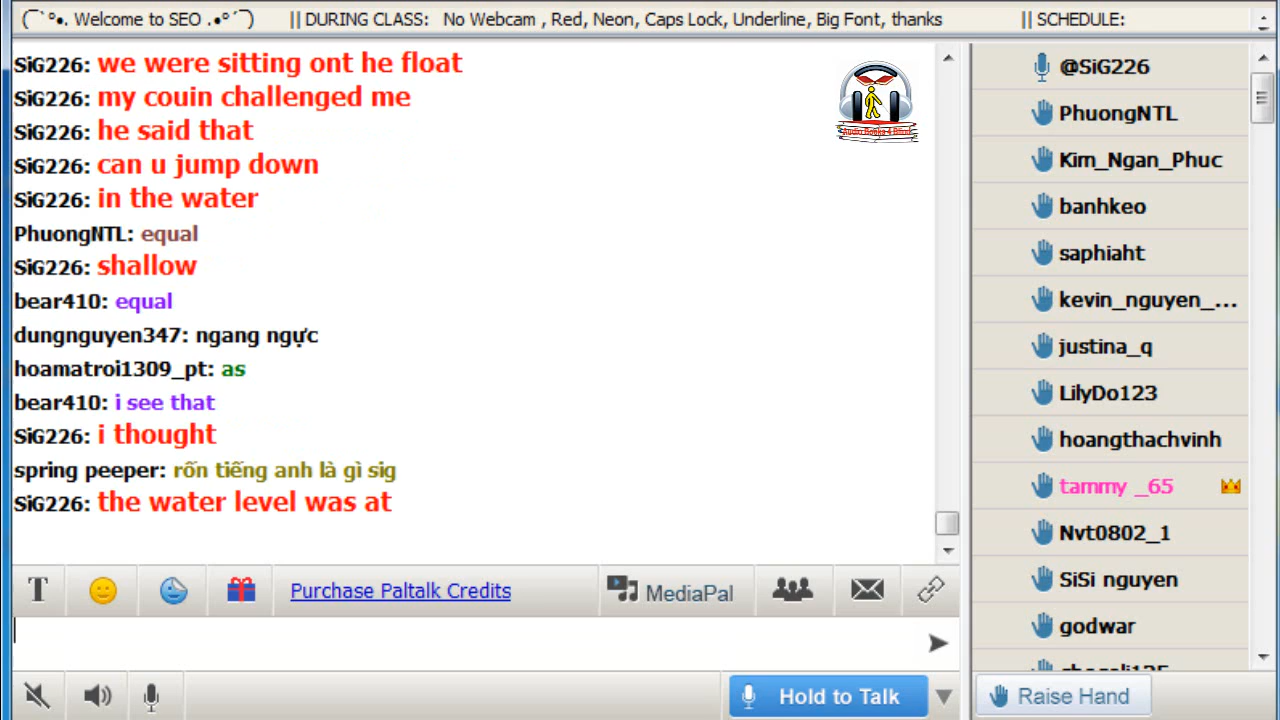 (¯`°•. Welcome to SEO .•°´¯) || DURING CLASS: No Webcam , Red, Neon, Caps Lock, Underline, Big Font, thanks || SCHEDULE:
SiG226: we were sitting ont he float
SiG226: my couin challenged me
SiG226: he said that
SiG226: can u jump down
SiG226: in the water
PhuongNTL: equal
SiG226: shallow
bear410: equal
dungnguyen347: ngang ngực
hoamatroi1309_pt: as
bear410: i see that
SiG226: i thought
spring peeper: rốn tiếng anh là gì sig
SiG226: the water level was at
@SiG226
PhuongNTL
Kim_Ngan_Phuc
banhkeo
saphiaht
kevin_nguyen_...
justina_q
LilyDo123
hoangthachvinh
tammy _65
Nvt0802_1
SiSi nguyen
godwar
T
Purchase Paltalk Credits
MediaPal
Hold to Talk
Raise Hand